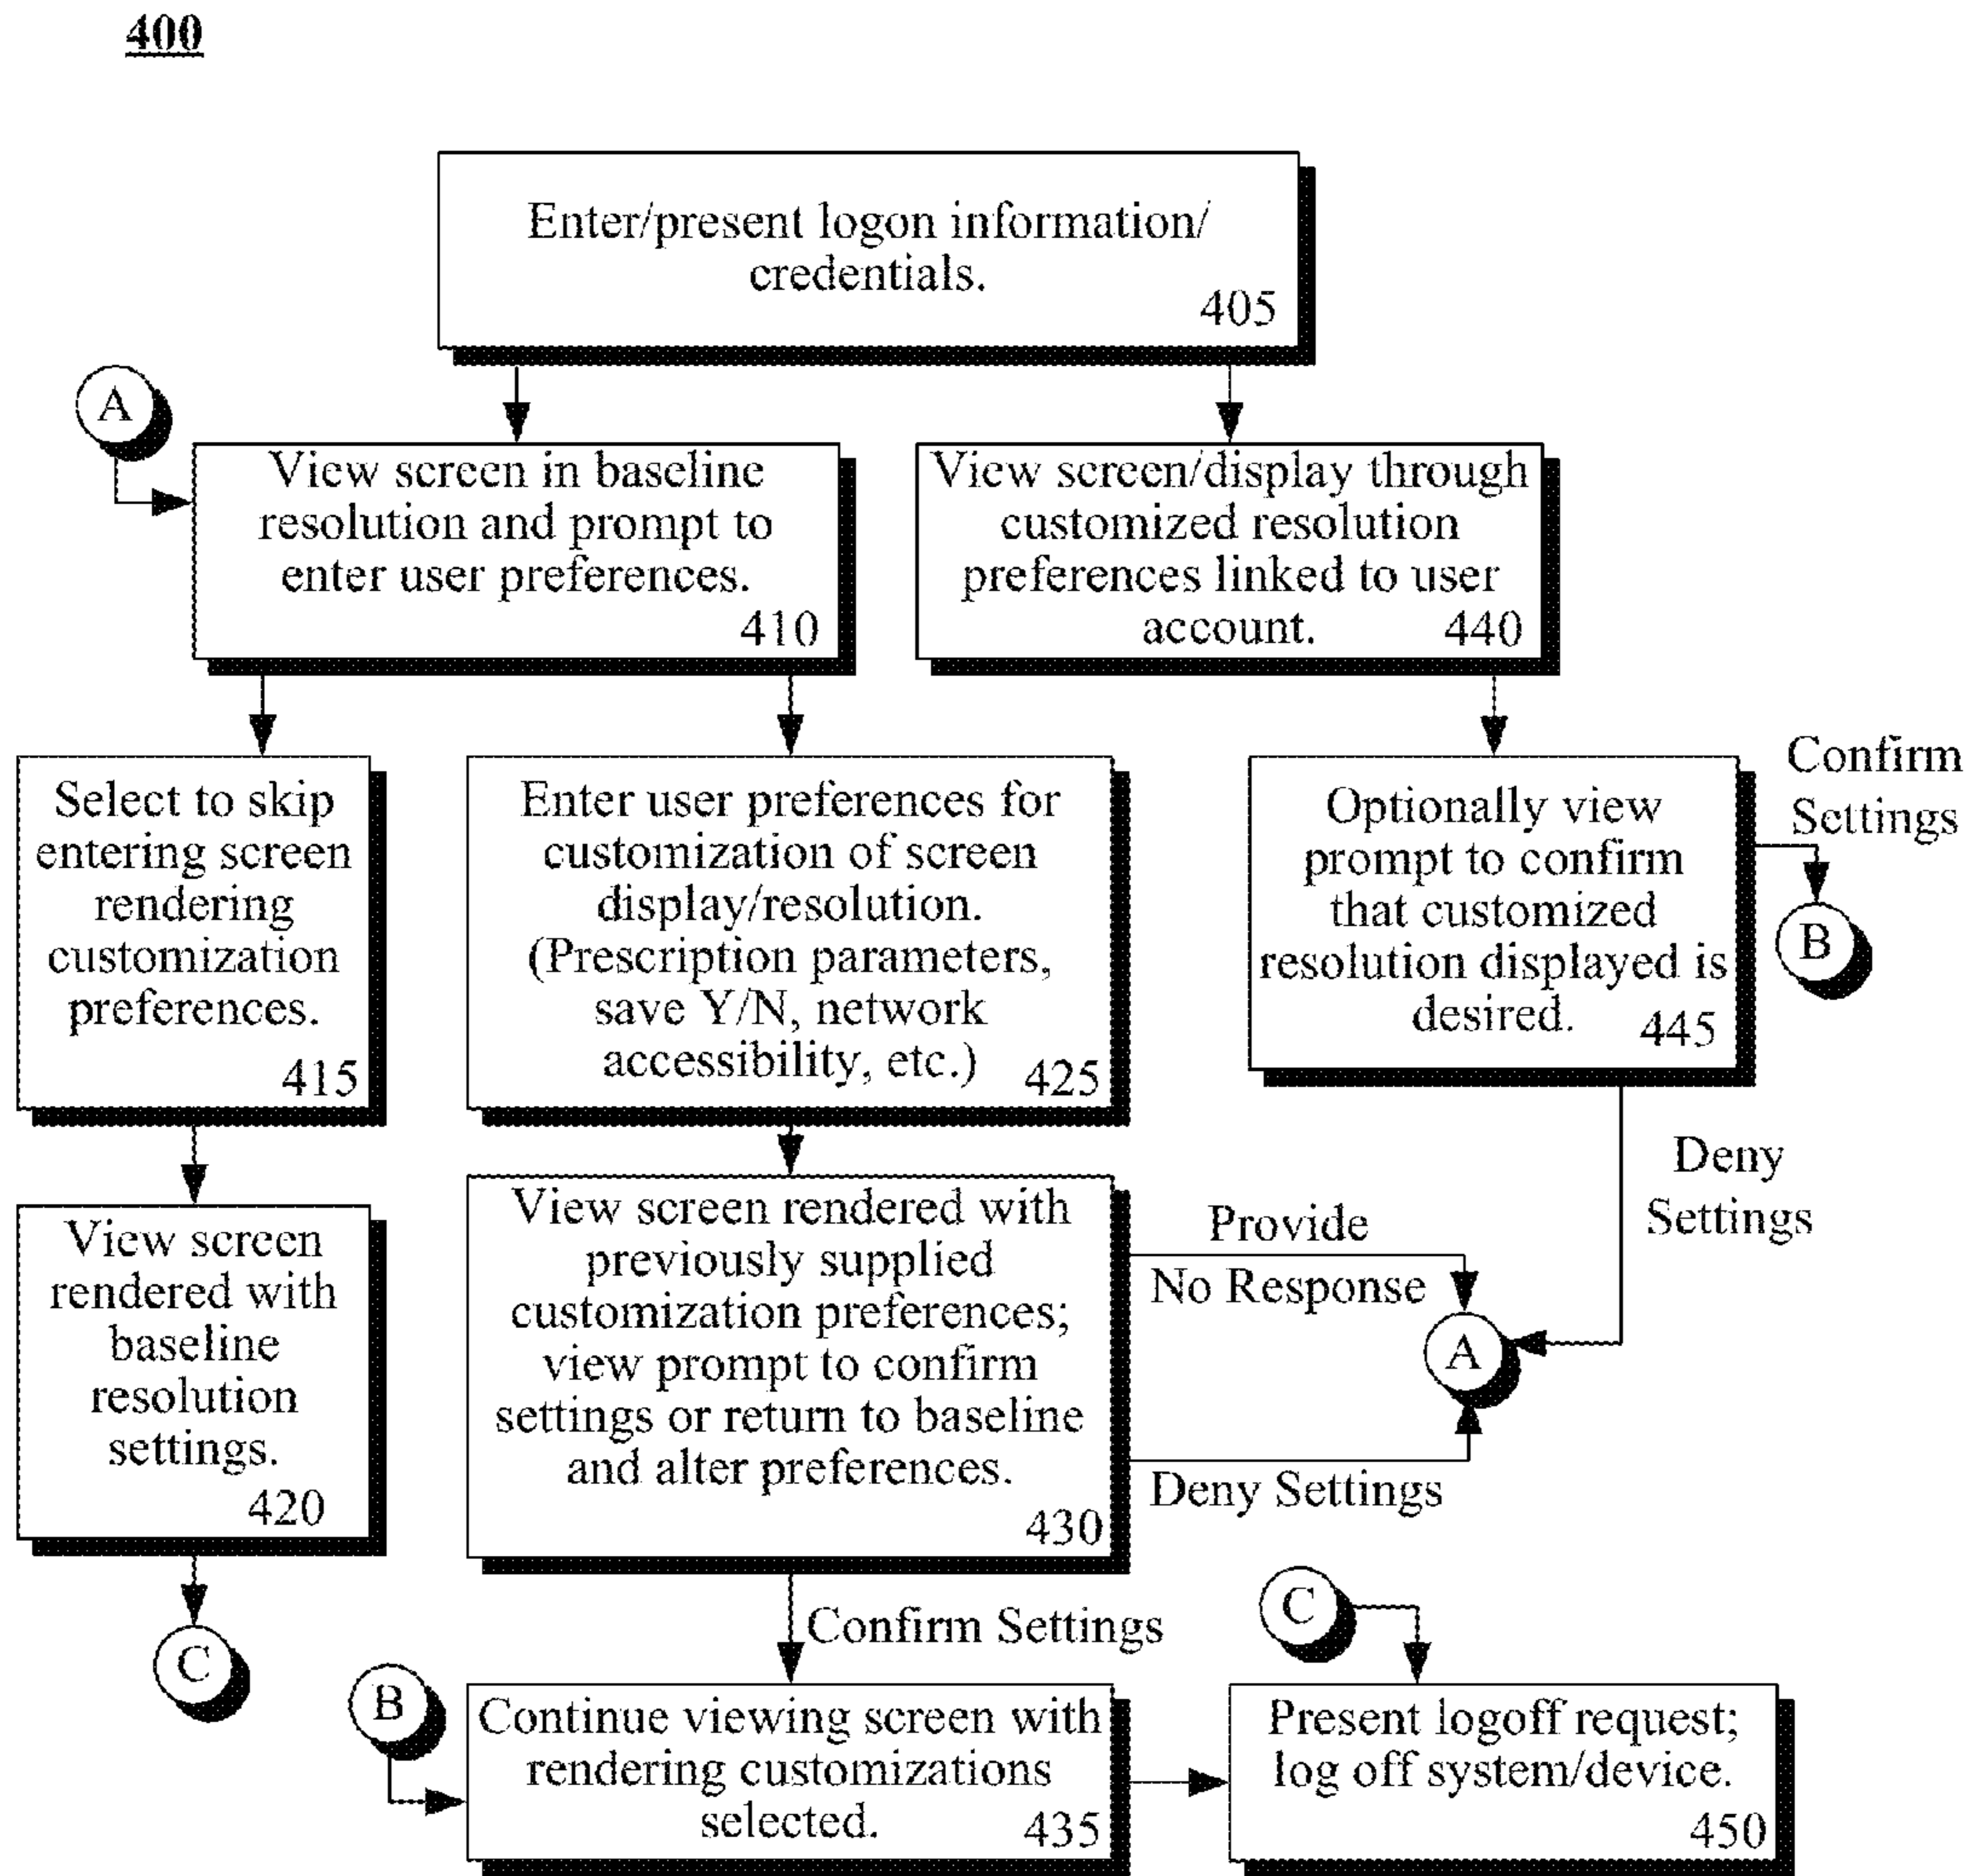 400
Enter/present logon information/
credentials.
405
A
View screen in baseline
resolution and prompt to
enter user preferences.
410
View screen/display through
customized resolution
preferences linked to user
account.
440
Select to skip
entering screen
rendering
customization
preferences.
415
Enter user preferences for
customization of screen
display/resolution.
(Prescription parameters,
save Y/N, network
accessibility, etc.)
425
Optionally view
prompt to confirm
that customized
resolution displayed is
desired.
445
Confirm
Settings
B
Deny
Settings
View screen
rendered with
baseline
resolution
settings.
420
View screen rendered with
previously supplied
customization preferences;
view prompt to confirm
settings or return to baseline
and alter preferences.
430
Provide
No Response
A
Deny Settings
C
Confirm Settings
B
Continue viewing screen with
rendering customizations
selected.
435
C
Present logoff request;
log off system/device.
450